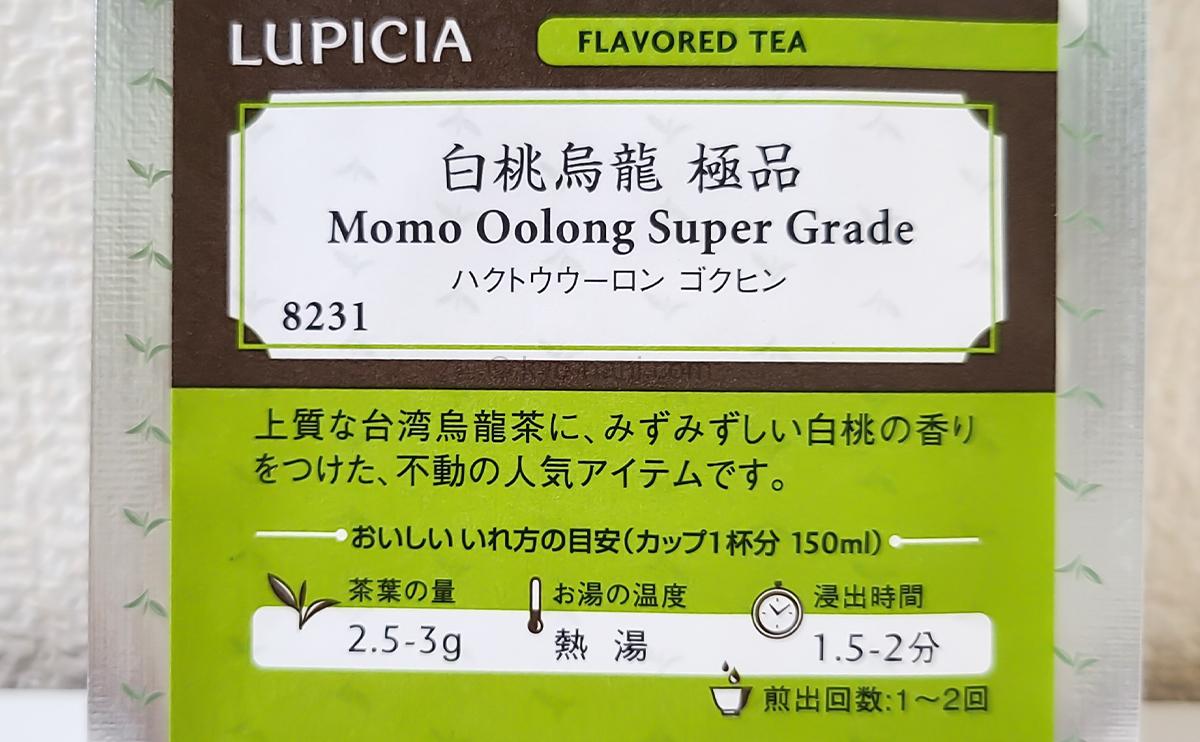 LUPICIA
FLAVORED TEA
白桃烏龍 極品
Momo Oolong Super Grade
ハクトウウーロン ゴクヒン
8231
上質な台湾烏龍茶に、みずみずしい白桃の香り
をつけた、不動の人気アイテムです。
おいしいいれ方の目安(カップ1杯分 150ml)
茶葉の量 お湯の温度 浸出時間
2.5-3g 熱 湯 1.5-2分
煎出回数:1〜2回